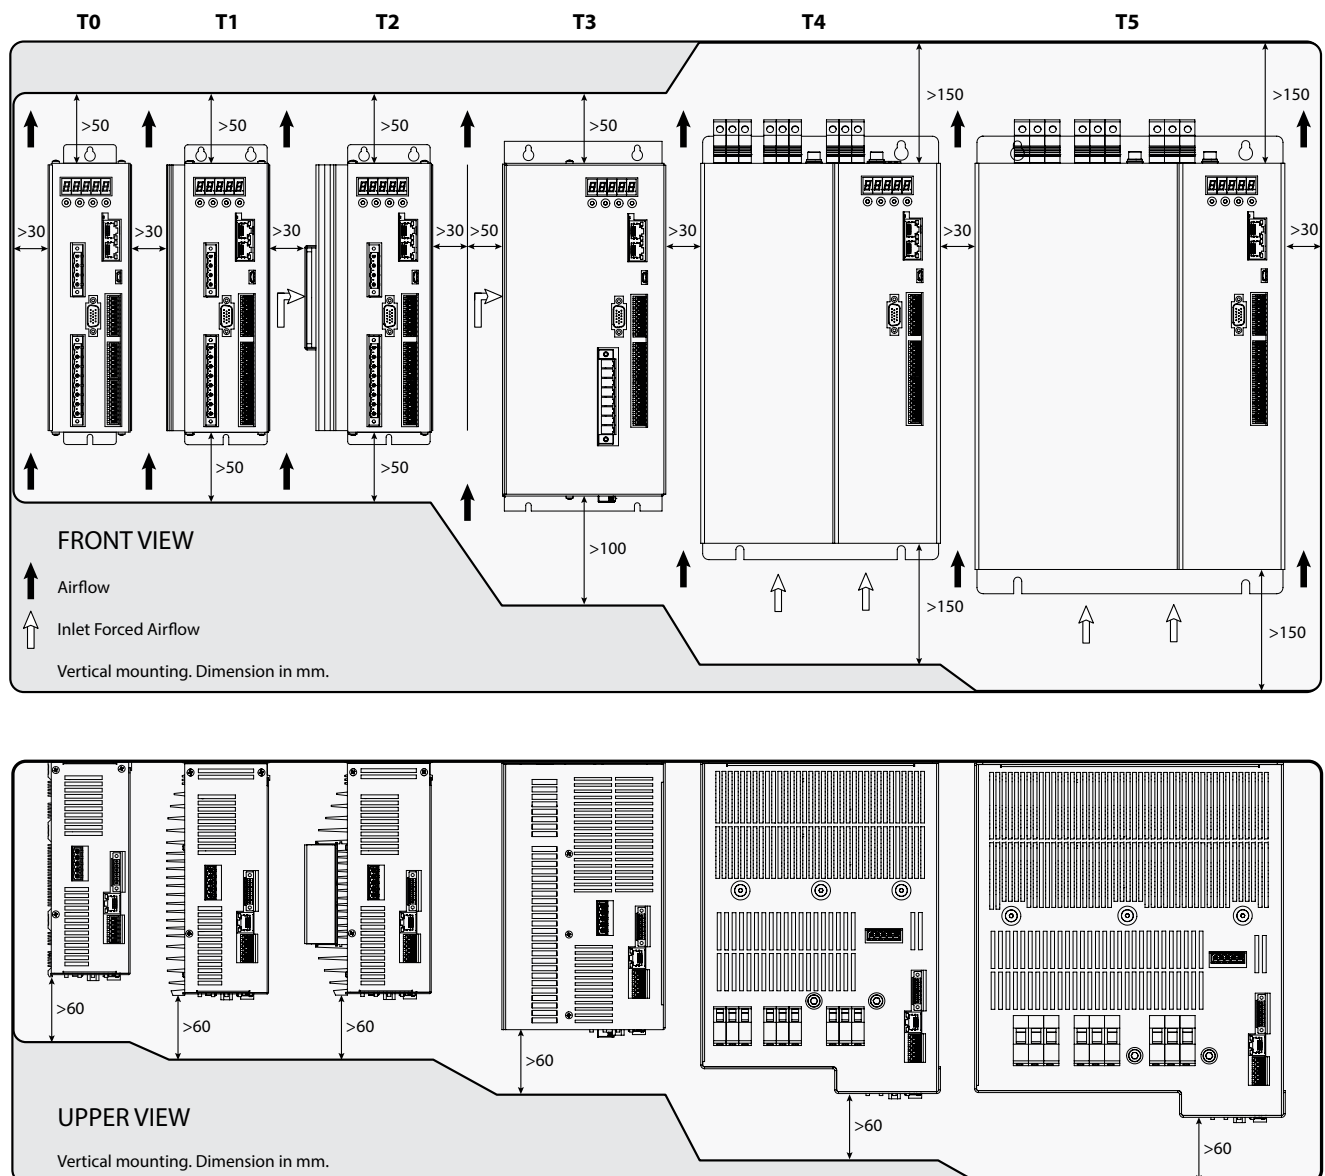 T0 T1 T2 T3 T4 T5
>150 >150
>50 >50 >50 >50
>30 >30 >30 >30 >50 >30 >30 >30
>50 >50
>100
>150
>150
FRONT VIEW
Airflow
Inlet Forced Airflow
Vertical mounting. Dimension in mm.
>60
>60 >60
>60
>60
>60
UPPER VIEW
Vertical mounting. Dimension in mm.